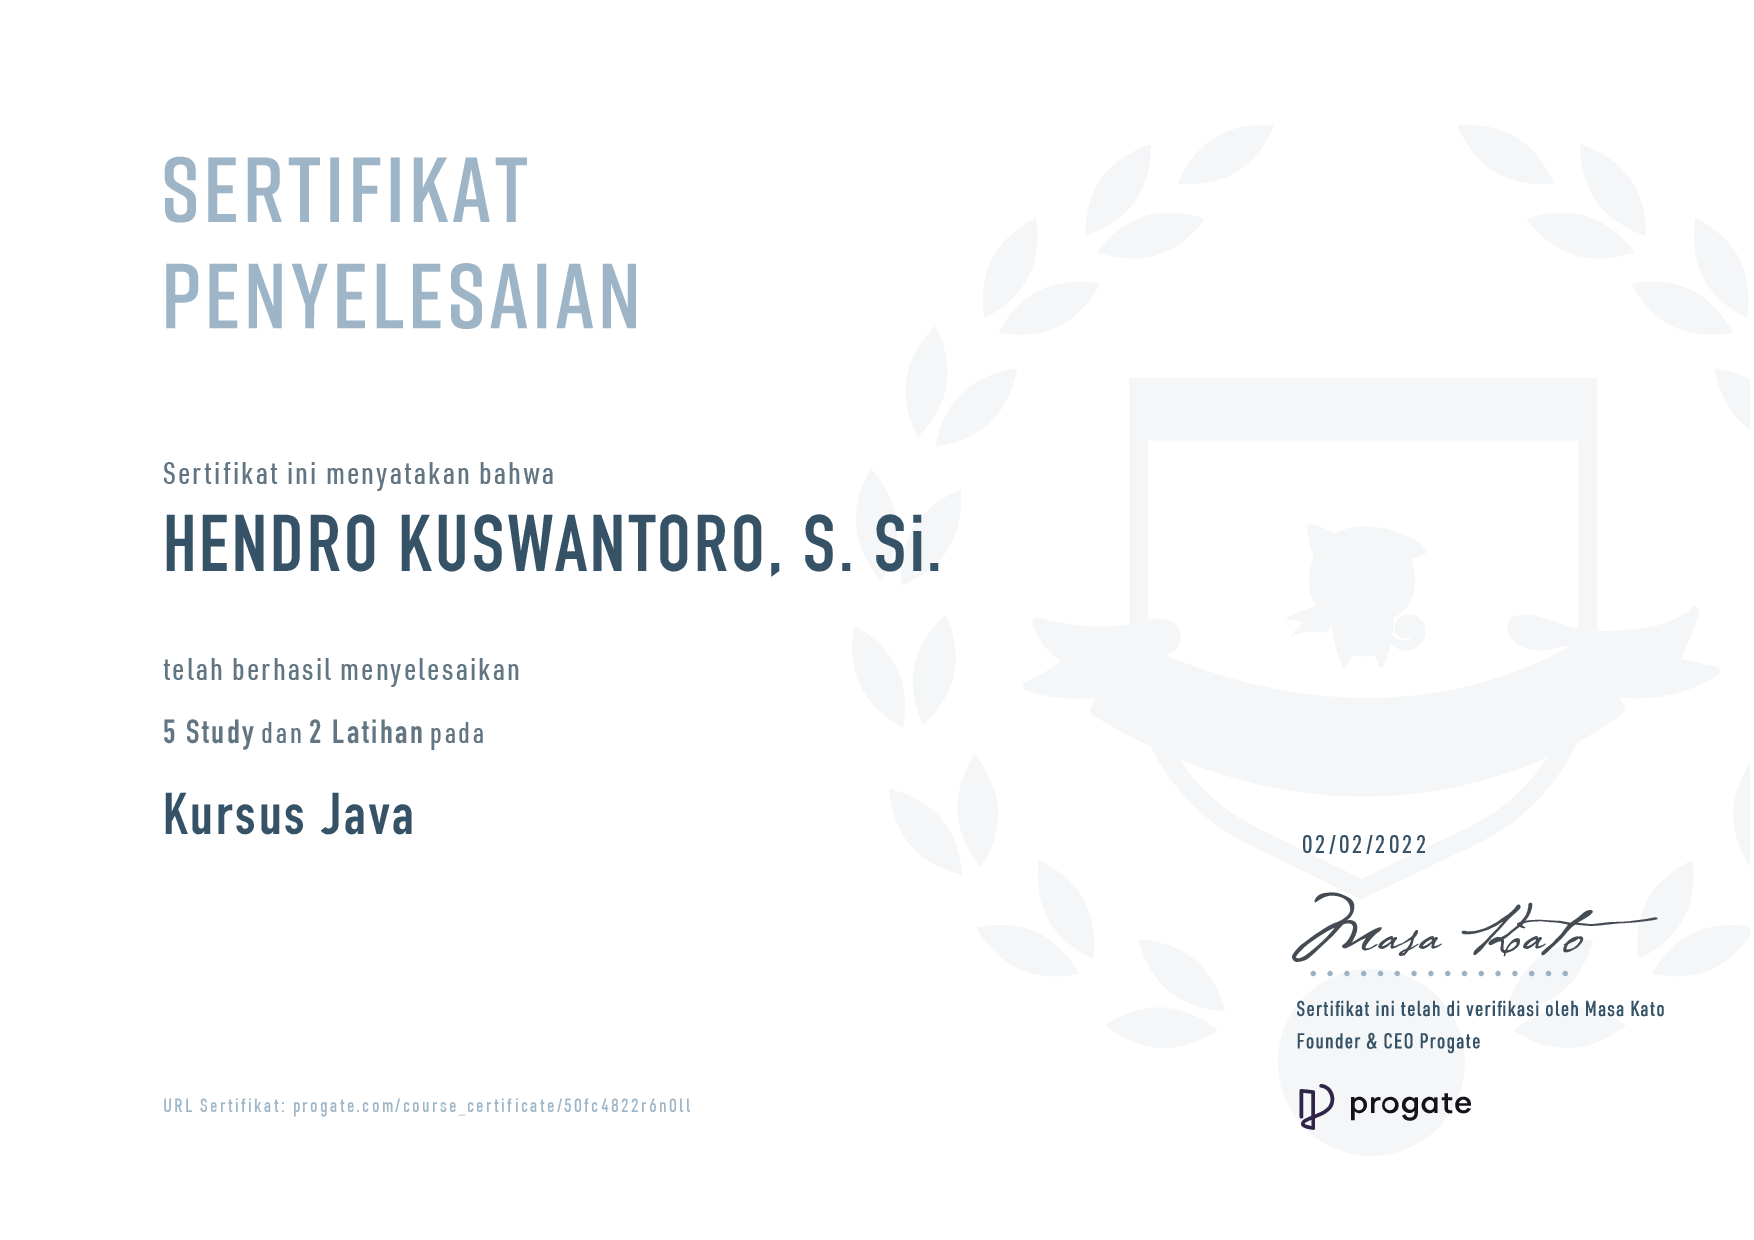 SERTIFIKAT
PENYELESAIAN
Sertifikat ini menyatakan bahwa
HENDRO KUSWANTORO, S. Si.
telah berhasil menyelesaikan
5 Study dan 2 Latihan pada
Kursus Java
02/02/2022
Masa Kato
Sertifikat ini telah di verifikasi oleh Masa Kato
Founder & CEO Progate
URL Sertifikat: progate.com/course_certificate/50fc4822r6n0ll
progate